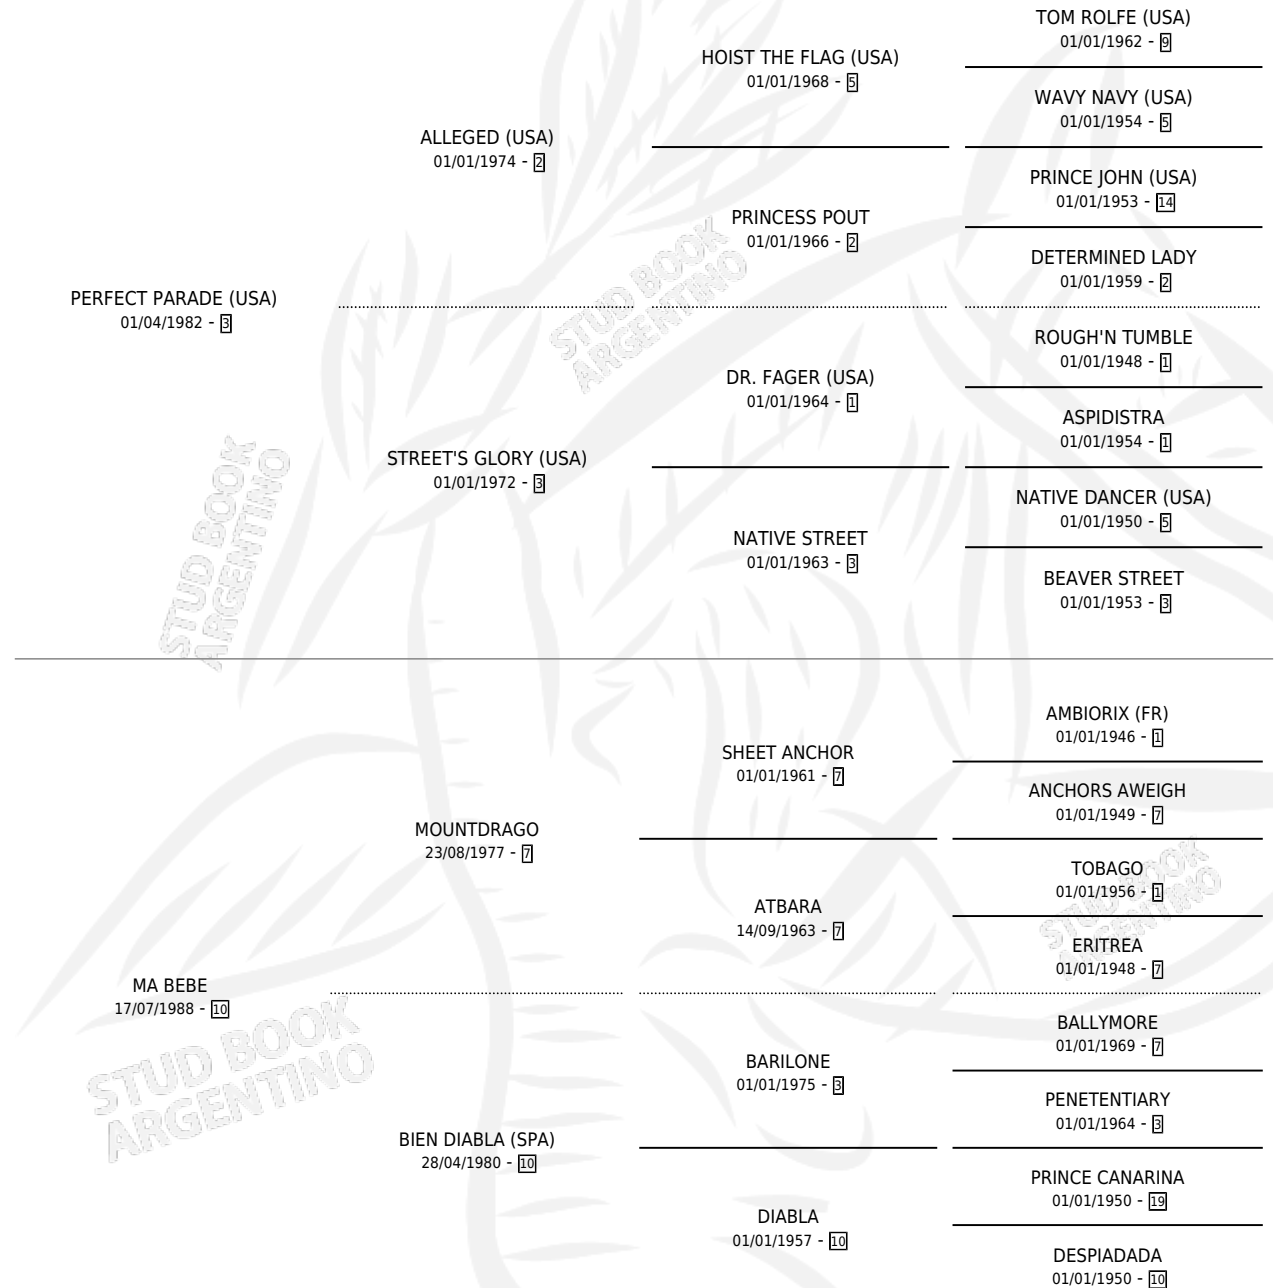 TOM ROLFE (USA)
01/01/1962 - 9
HOIST THE FLAG (USA)
01/01/1968 - 5
WAVY NAVY (USA)
01/01/1954 - 5
ALLEGED (USA)
01/01/1974 - 2
PRINCE JOHN (USA)
01/01/1953 - 14
PRINCESS POUT
01/01/1966 - 2
DETERMINED LADY
01/01/1959 - 2
PERFECT PARADE (USA)
01/04/1982 - 3
ROUGH'N TUMBLE
01/01/1948 - 1
DR. FAGER (USA)
01/01/1964 - 1
ASPIDISTRA
01/01/1954 - 1
STREET'S GLORY (USA)
01/01/1972 - 3
NATIVE DANCER (USA)
01/01/1950 - 5
NATIVE STREET
01/01/1963 - 3
BEAVER STREET
01/01/1953 - 3
STUD BOOK
ARGENTINO
STUD BOOK
ARGENTINO
AMBIORIX (FR)
01/01/1946 - 1
SHEET ANCHOR
01/01/1961 - 7
ANCHORS AWEIGH
01/01/1949 - 7
MOUNTDRAGO
23/08/1977 - 7
TOBAGO
01/01/1956 - 1
ATBARA
14/09/1963 - 7
ERITREA
01/01/1948 - 7
STUD BOOK
ARGENTINO
MA BEBE
17/07/1988 - 10
BALLYMORE
01/01/1969 - 7
BARILONE
01/01/1975 - 3
PENETENTIARY
01/01/1964 - 3
STUD BOOK
ARGENTINO
BIEN DIABLA (SPA)
28/04/1980 - 10
PRINCE CANARINA
01/01/1950 - 19
DIABLA
01/01/1957 - 10
DESPIADADA
01/01/1950 - 10